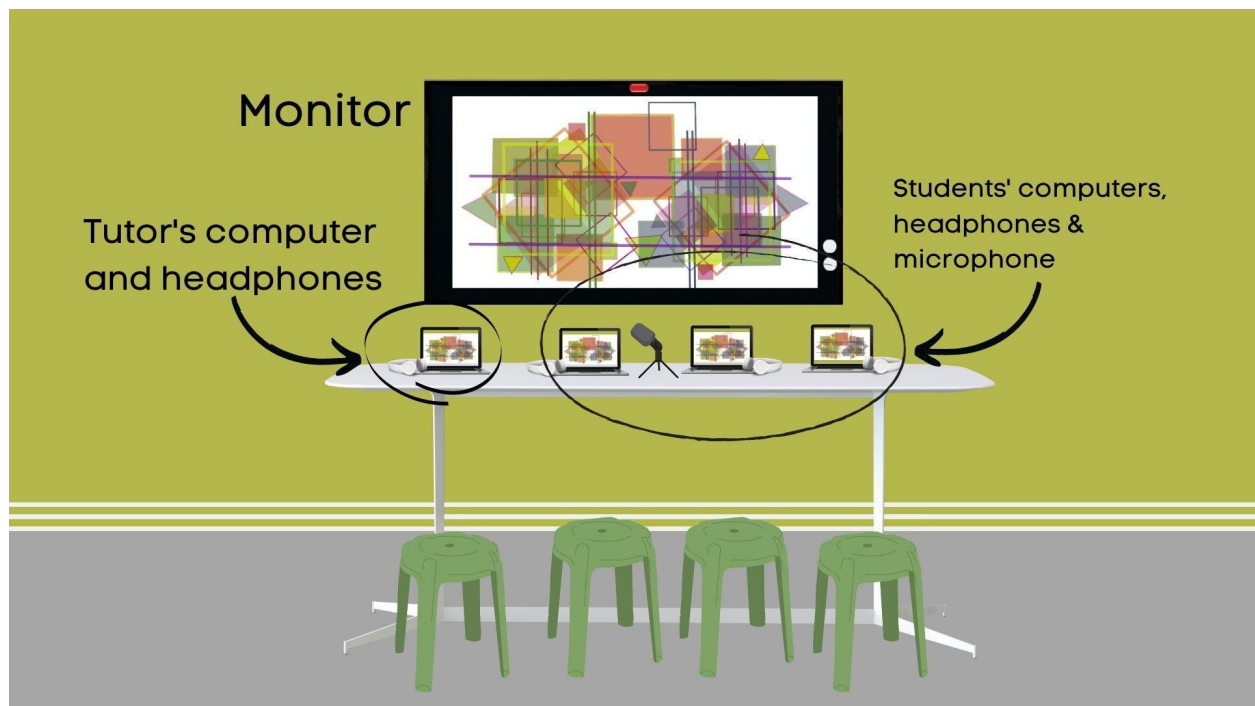 Monitor
Tutor's computer
and headphones
Students' computers,
headphones &
microphone